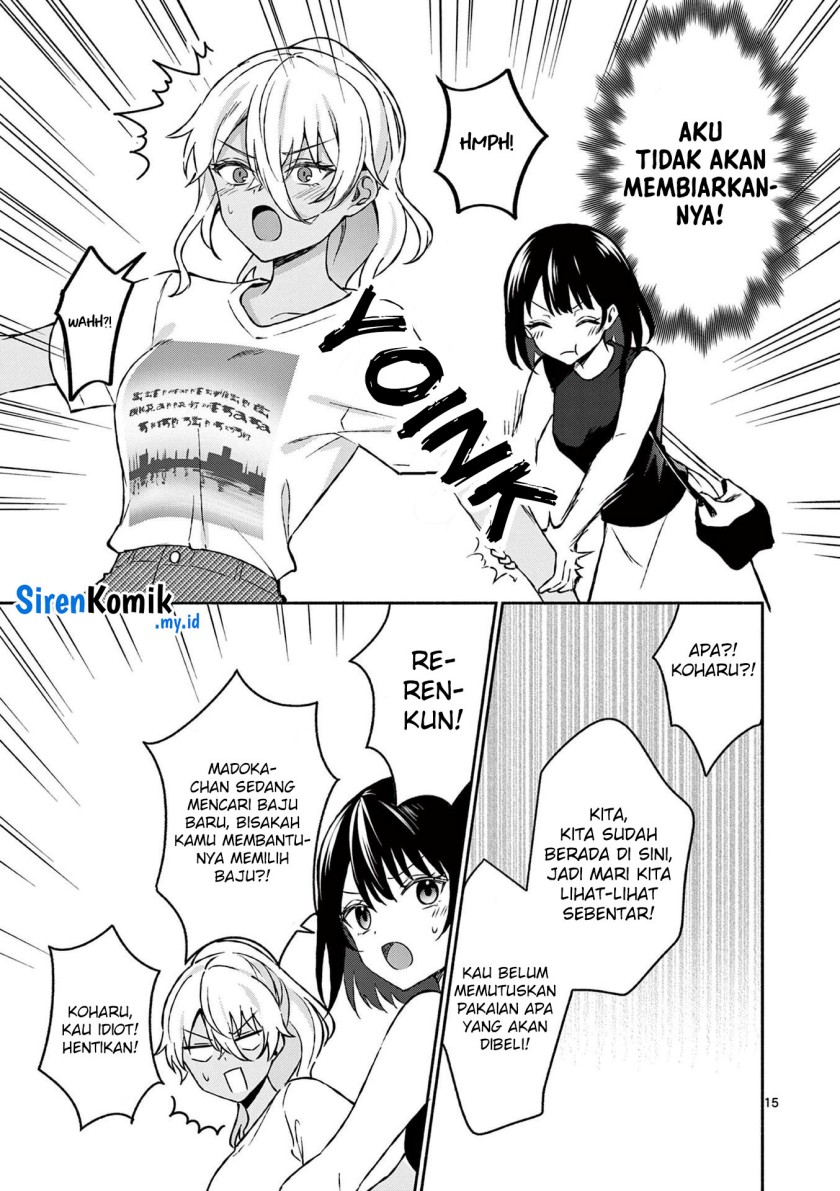 AKU
TIDAK AKAN
MEMBIARKAN-
NYA!
HMPH!
YOINK
WAHH?!
SirenKomik
.my.id
APA?!
KOHARU?!
KITA,
KITA SUDAH
BERADA DI SINI,
JADI MARI KITA
LIHAT-LIHAT
SEBENTAR!
KAU BELUM
MEMUTUSKAN
PAKAIAN APA
YANG AKAN
DIBELI!
RE-
REN-
KUN!
MADOKA-
CHAN SEDANG
MENCARI BAJU
BARU, BISAKAH
KAMU MEMBANTU-
NYA MEMILIH
BAJU?!
KOHARU,
KAU IDIOT!
HENTIKAN!
15